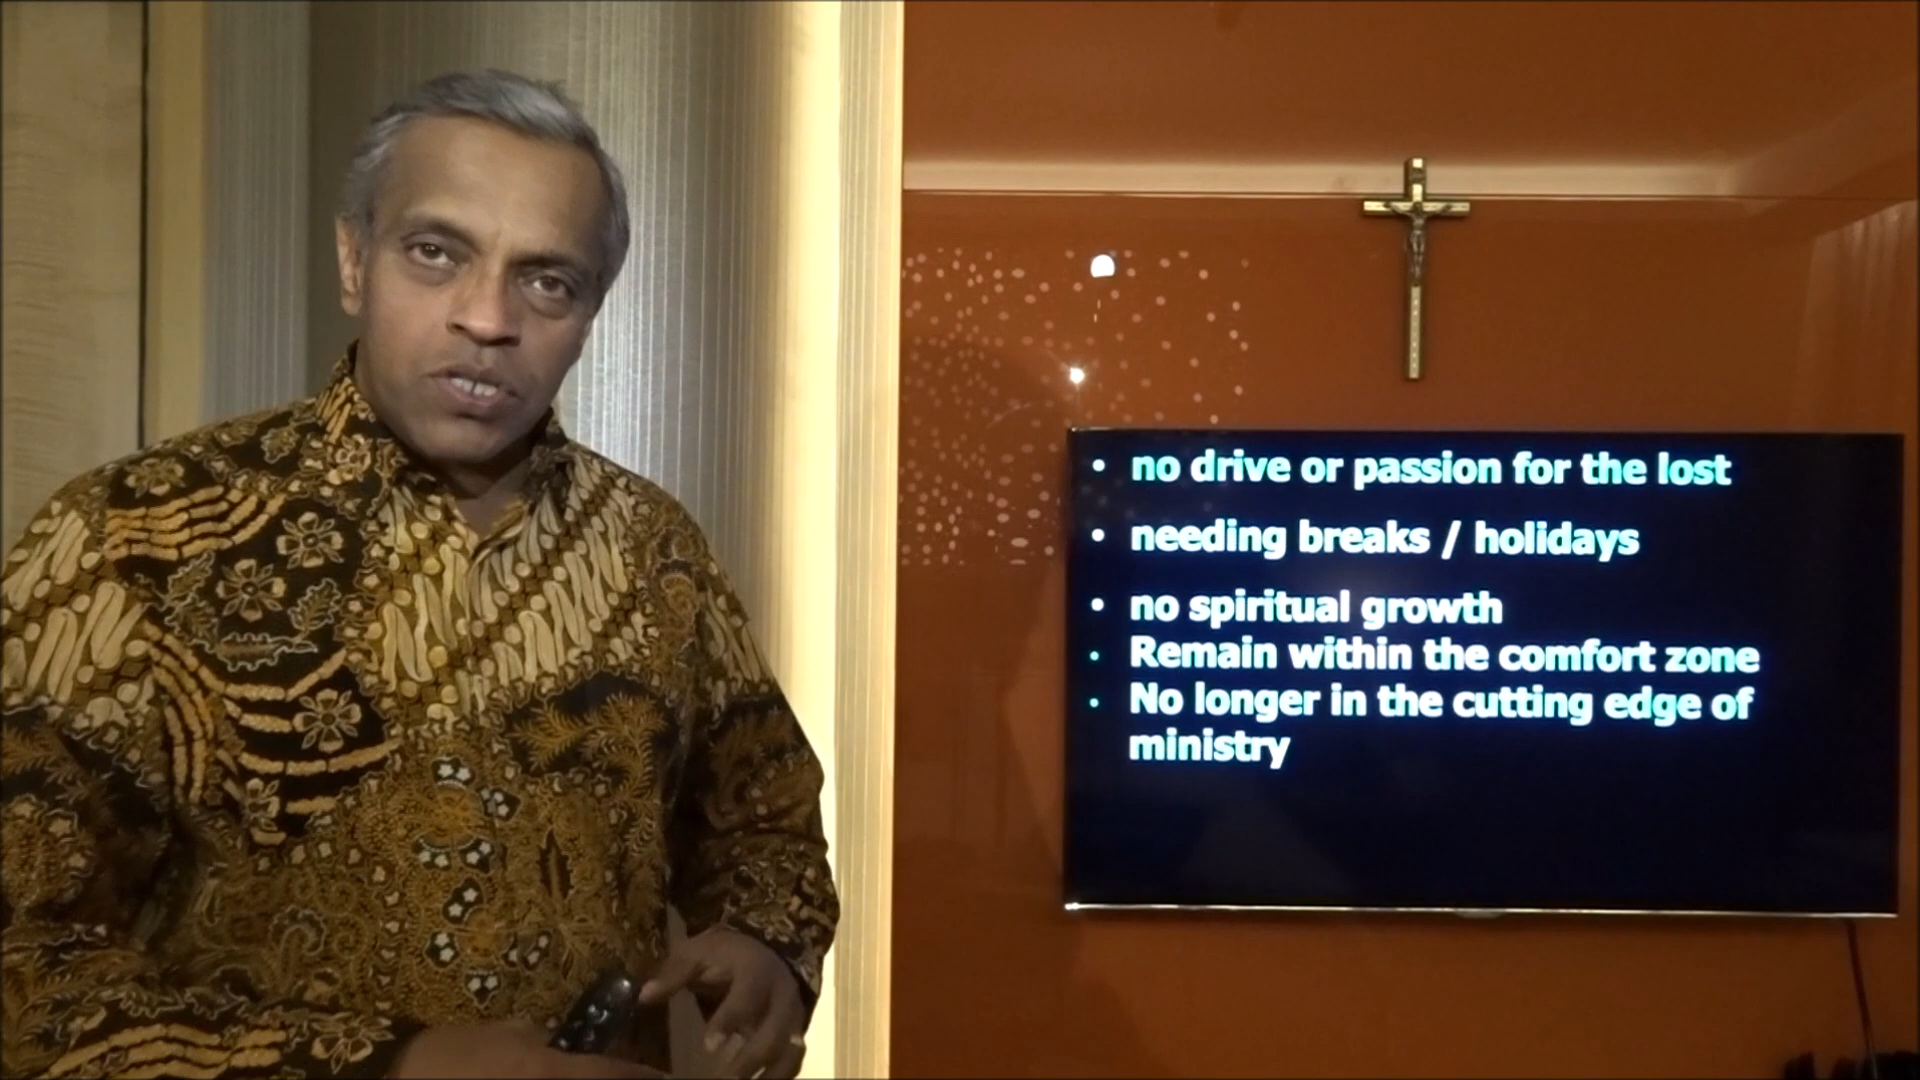 • no drive or passion for the lost
• needing breaks / holidays
• no spiritual growth
• Remain within the comfort zone
• No longer in the cutting edge of
ministry